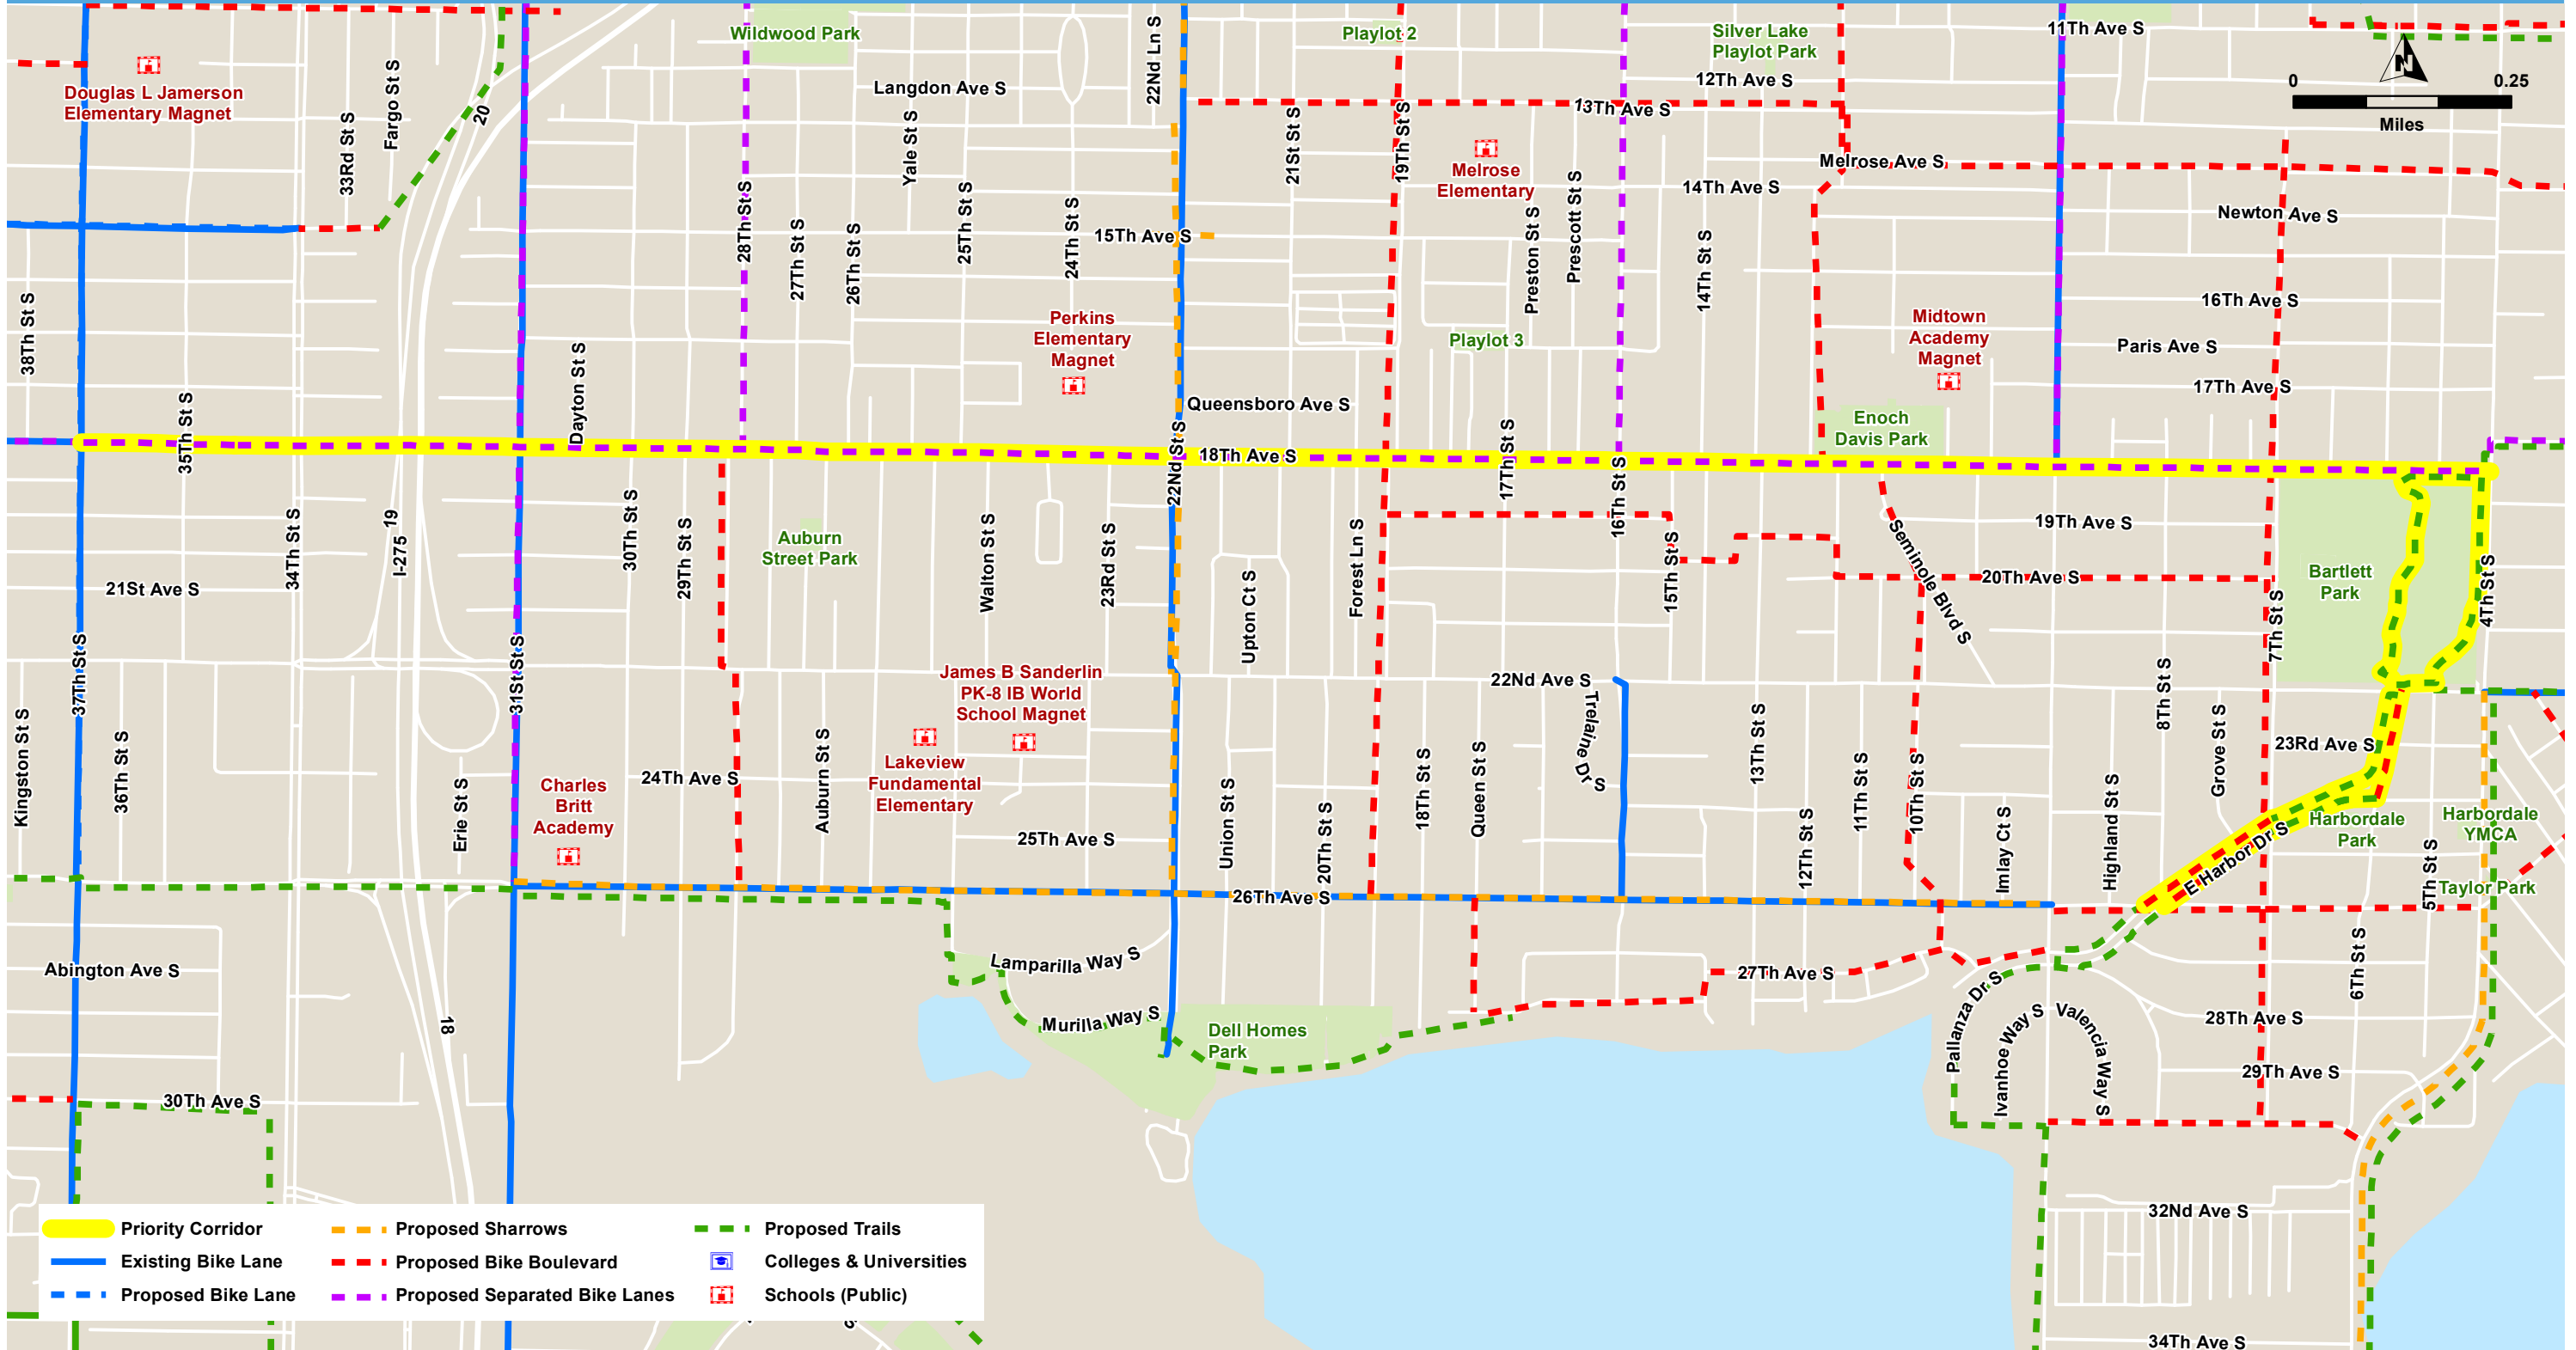 Wildwood Park
Playlot 2
Silver Lake
Playlot Park
11Th Ave S
N
0
0.25
Miles
Douglas L Jamerson
Elementary Magnet
33Rd St S
Fargo St S
20
Langdon Ave S
22Nd Ln S
12Th Ave S
13Th Ave S
Yale St S
21St St S
19Th St S
Melrose
Elementary
Melrose Ave S
14Th Ave S
Newton Ave S
28Th St S
27Th St S
26Th St S
25Th St S
24Th St S
15Th Ave S
Preston St S
Prescott St S
14Th St S
38Th St S
Perkins
Elementary
Magnet
Playlot 3
Midtown
Academy
Magnet
16Th Ave S
Paris Ave S
17Th Ave S
35Th St S
Dayton St S
Queensboro Ave S
Enoch
Davis Park
18Th Ave S
22Nd St S
17Th St S
16Th St S
34Th St S
19
I-275
30Th St S
29Th St S
Auburn
Street Park
Walton St S
23Rd St S
Upton Ct S
Forest Ln S
15Th St S
Seminole Blvd S
19Th Ave S
20Th Ave S
Bartlett
Park
4Th St S
7Th St S
21St Ave S
37Th St S
31St St S
James B Sanderlin
PK-8 IB World
School Magnet
22Nd Ave S
Trelaine Dr S
8Th St S
Kingston St S
36Th St S
Erie St S
Charles
Britt
Academy
24Th Ave S
Auburn St S
Lakeview
Fundamental
Elementary
25Th Ave S
Union St S
20Th St S
18Th St S
Queen St S
13Th St S
12Th St S
11Th St S
10Th St S
Imlay Ct S
Highland St S
Grove St S
23Rd Ave S
E Harbor Dr S
Harbordale
Park
Harbordale
YMCA
5Th St S
Taylor Park
26Th Ave S
Abington Ave S
18
Lamparilla Way S
Murilla Way S
Dell Homes
Park
27Th Ave S
Pallanza Dr S
Ivanhoe Way S
Valencia Way S
6Th St S
28Th Ave S
29Th Ave S
30Th Ave S
32Nd Ave S
34Th Ave S
Priority Corridor
Existing Bike Lane
Proposed Bike Lane
Proposed Sharrows
Proposed Bike Boulevard
Proposed Separated Bike Lanes
Proposed Trails
Colleges & Universities
Schools (Public)